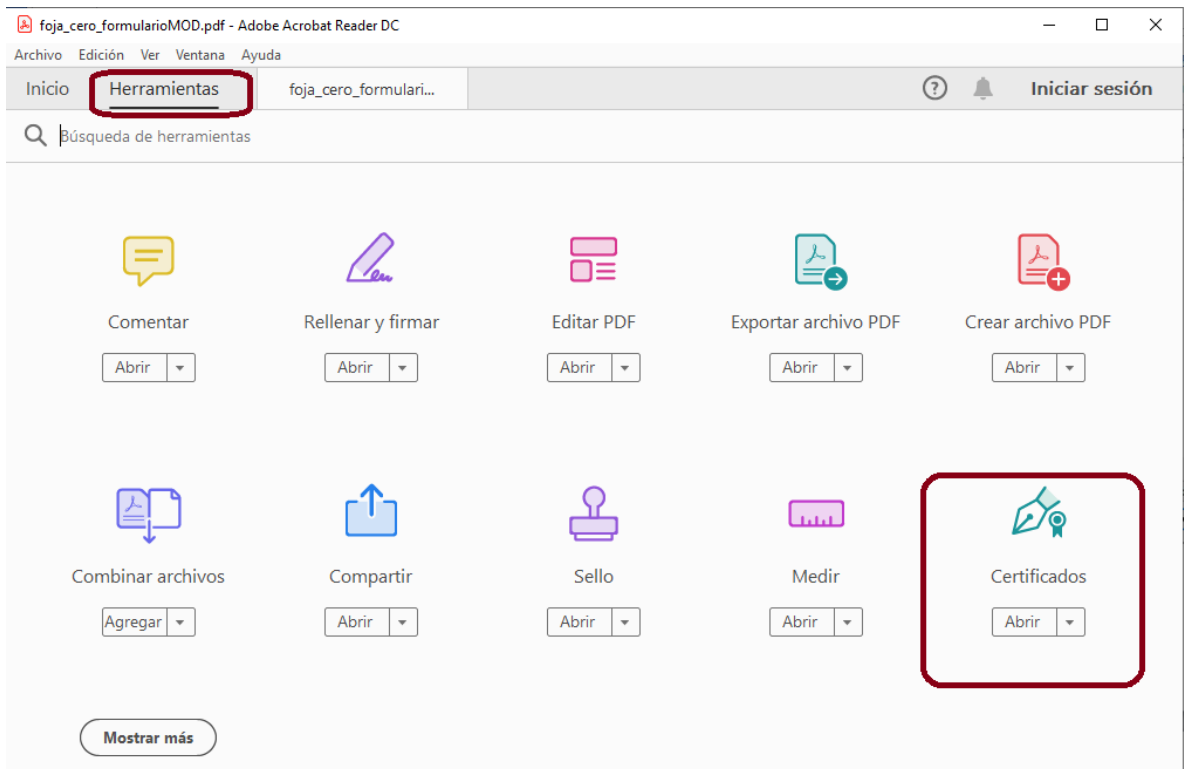 foja_cero_formularioMOD.pdf - Adobe Acrobat Reader DC
Archivo Edición Ver Ventana Ayuda
Inicio Herramientas foja_cero_formulari... Iniciar sesión
Búsqueda de herramientas
Comentar Rellenar y firmar Editar PDF Exportar archivo PDF Crear archivo PDF
Abrir Abrir Abrir Abrir Abrir
Combinar archivos Compartir Sello Medir Certificados
Agregar Abrir Abrir Abrir Abrir
Mostrar más